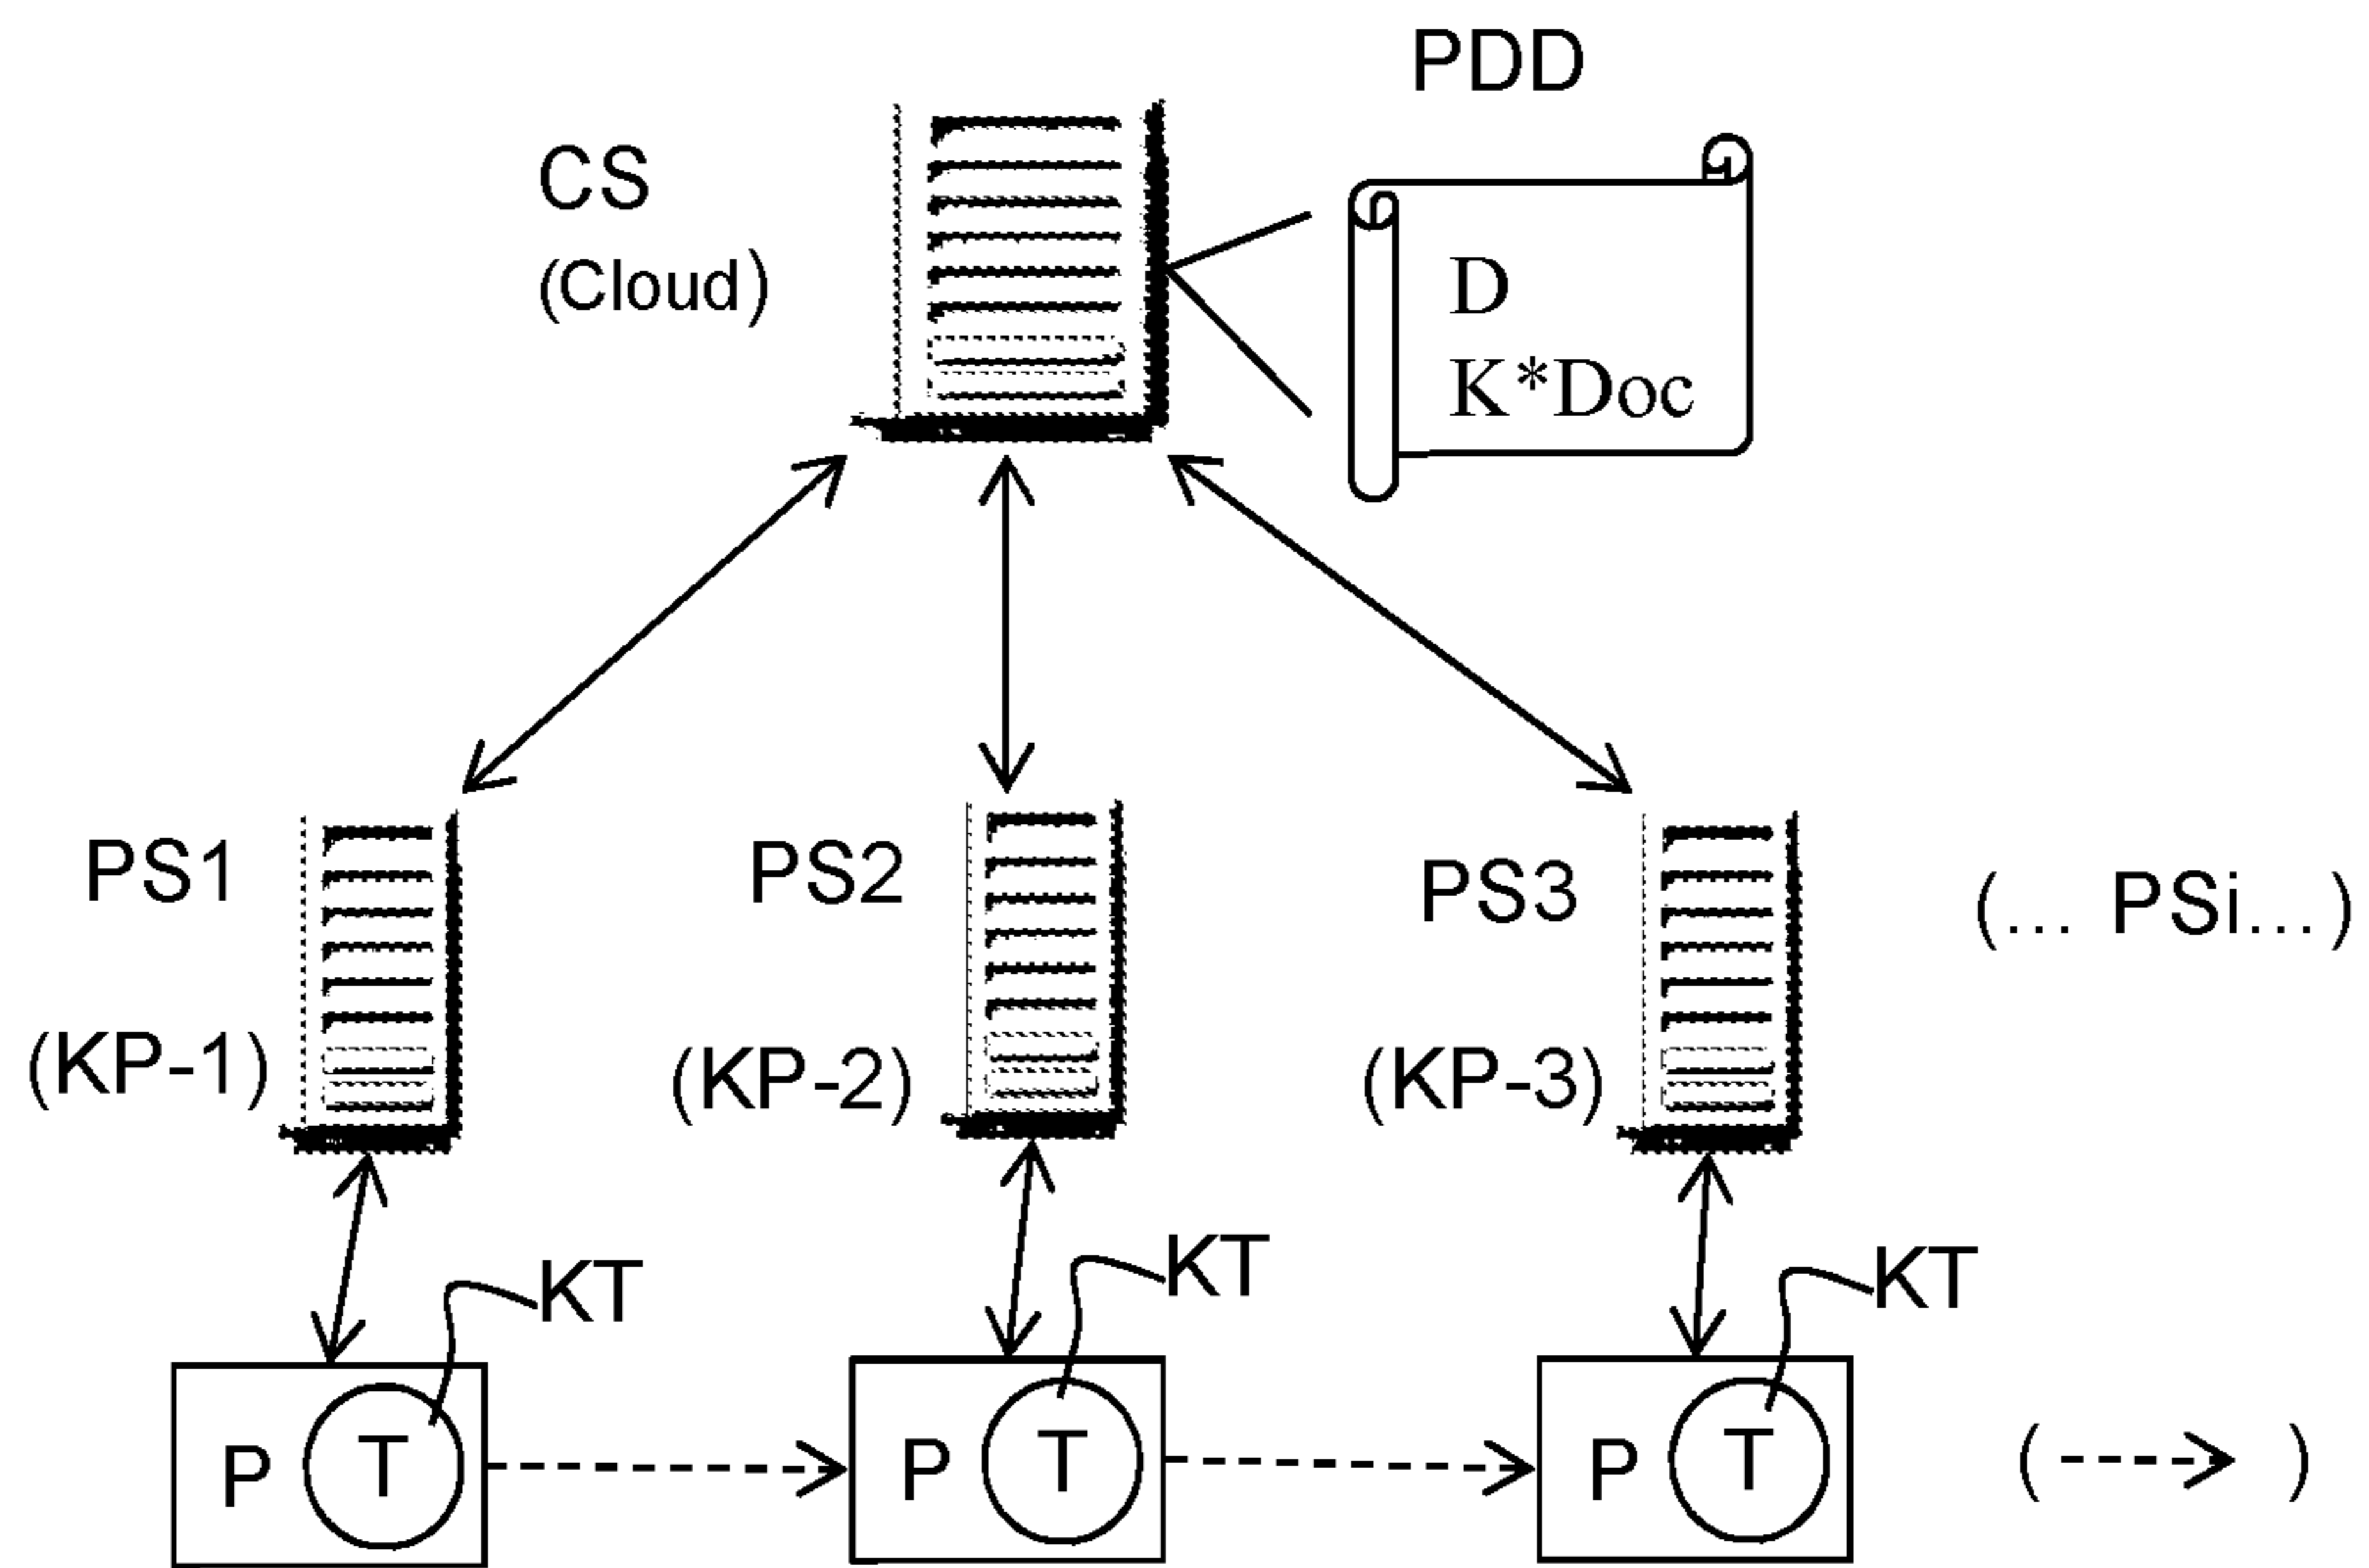 PDD
CS
(Cloud)
D
K*Doc
PS1
PS2
PS3
(... PSi...)
(KP-1)
(KP-2)
(KP-3)
KT
KT
KT
P
T
P
T
P
T
( )